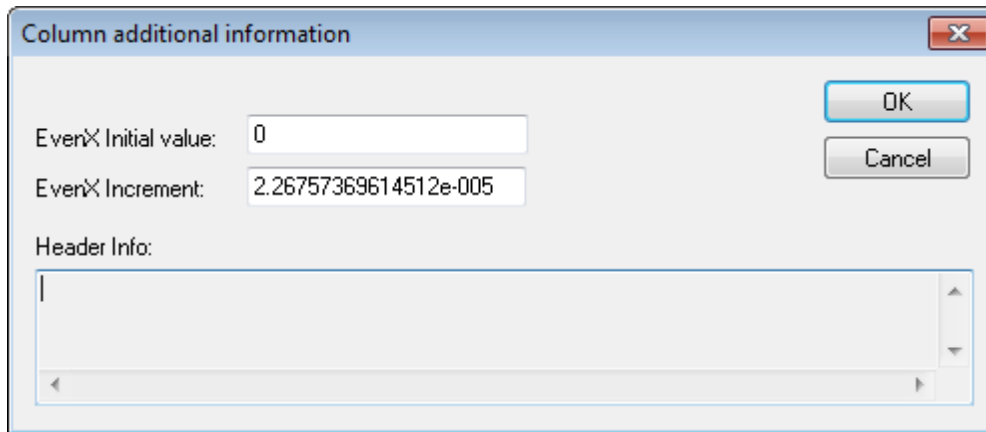 Column additional information
OK
EvenX Initial value: 0
Cancel
EvenX Increment: 2.26757369614512e-005
Header Info: